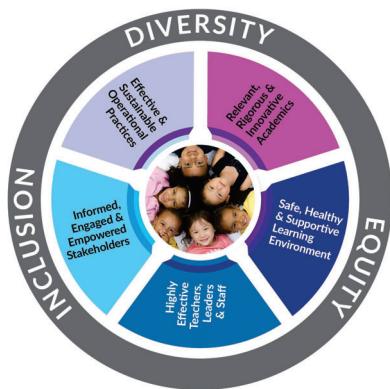 DIVERSITY
Effective &
Sustainable
Operational
Practices
Relevant,
Rigorous &
Innovative
Academics
Informed,
Engaged &
Empowered
Stakeholders
Safe, Healthy
& Supportive
Learning
Environment
Highly
Effective
Teachers,
Leaders
& Staff
INCLUSION
EQUITY